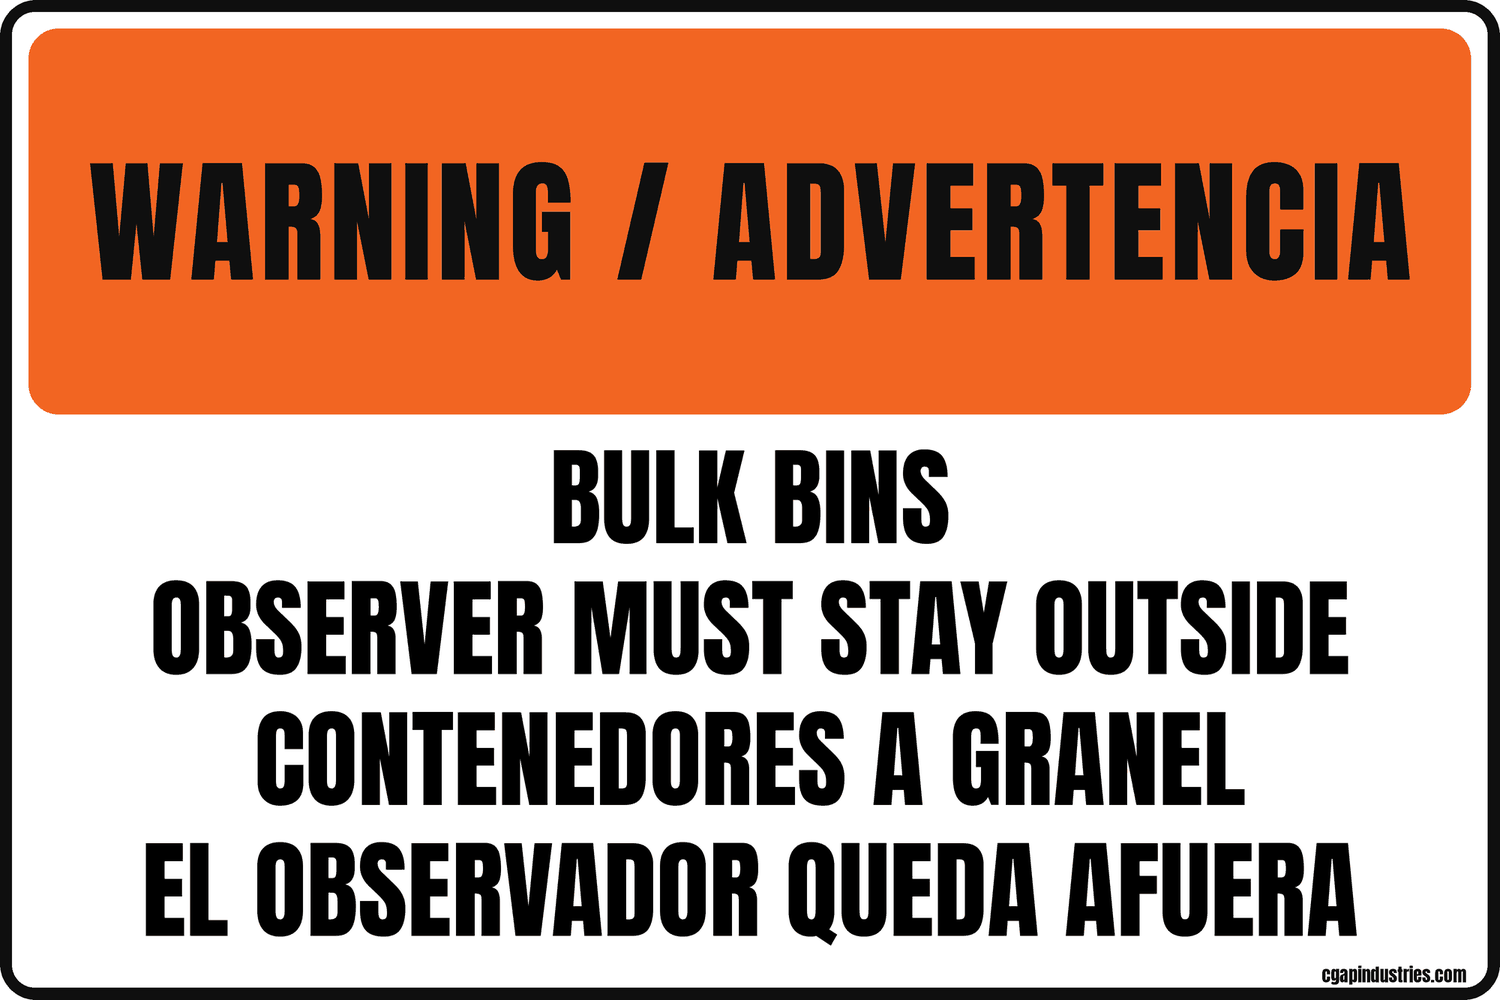 WARNING / ADVERTENCIA
BULK BINS
OBSERVER MUST STAY OUTSIDE
CONTENEDORES A GRANEL
EL OBSERVADOR QUEDA AFUERA
cgapindustries.com